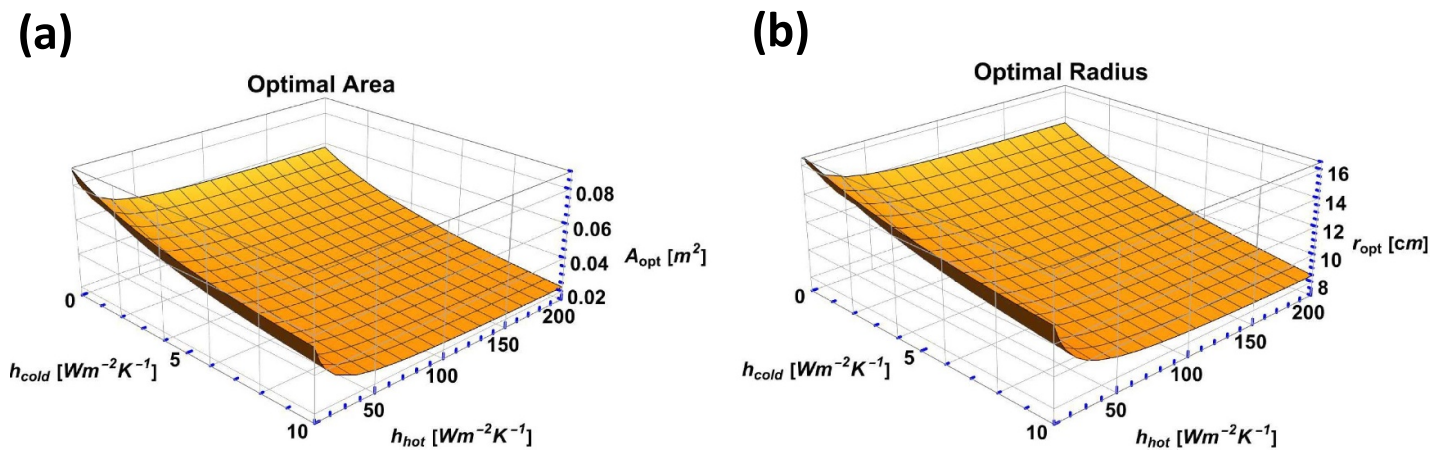 (a)
Optimal Area
0.08
0.06
0.04
0.02
A_opt [m²]
0
5
10
h_cold [Wm⁻²K⁻¹]
50
100
150
200
h_hot [Wm⁻²K⁻¹]
(b)
Optimal Radius
16
14
12
10
8
r_opt [cm]
0
5
10
h_cold [Wm⁻²K⁻¹]
50
100
150
200
h_hot [Wm⁻²K⁻¹]